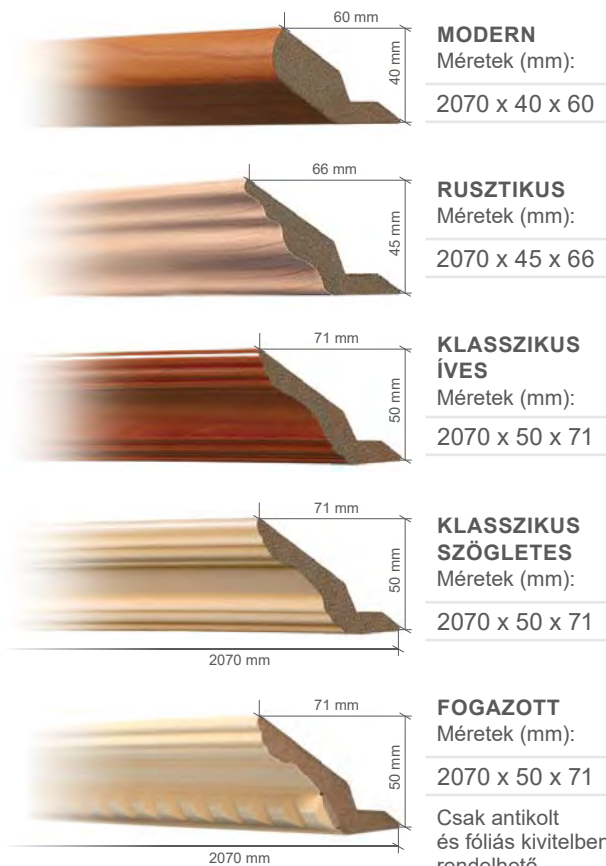 60 mm
40 mm
MODERN
Méretek (mm):
2070 x 40 x 60
66 mm
45 mm
RUSZTIKUS
Méretek (mm):
2070 x 45 x 66
71 mm
50 mm
KLASSZIKUS
ÍVES
Méretek (mm):
2070 x 50 x 71
71 mm
50 mm
2070 mm
KLASSZIKUS
SZÖGLETES
Méretek (mm):
2070 x 50 x 71
71 mm
50 mm
2070 mm
FOGAZOTT
Méretek (mm):
2070 x 50 x 71
Csak antikolt
és fóliás kivitelben
rendelhető